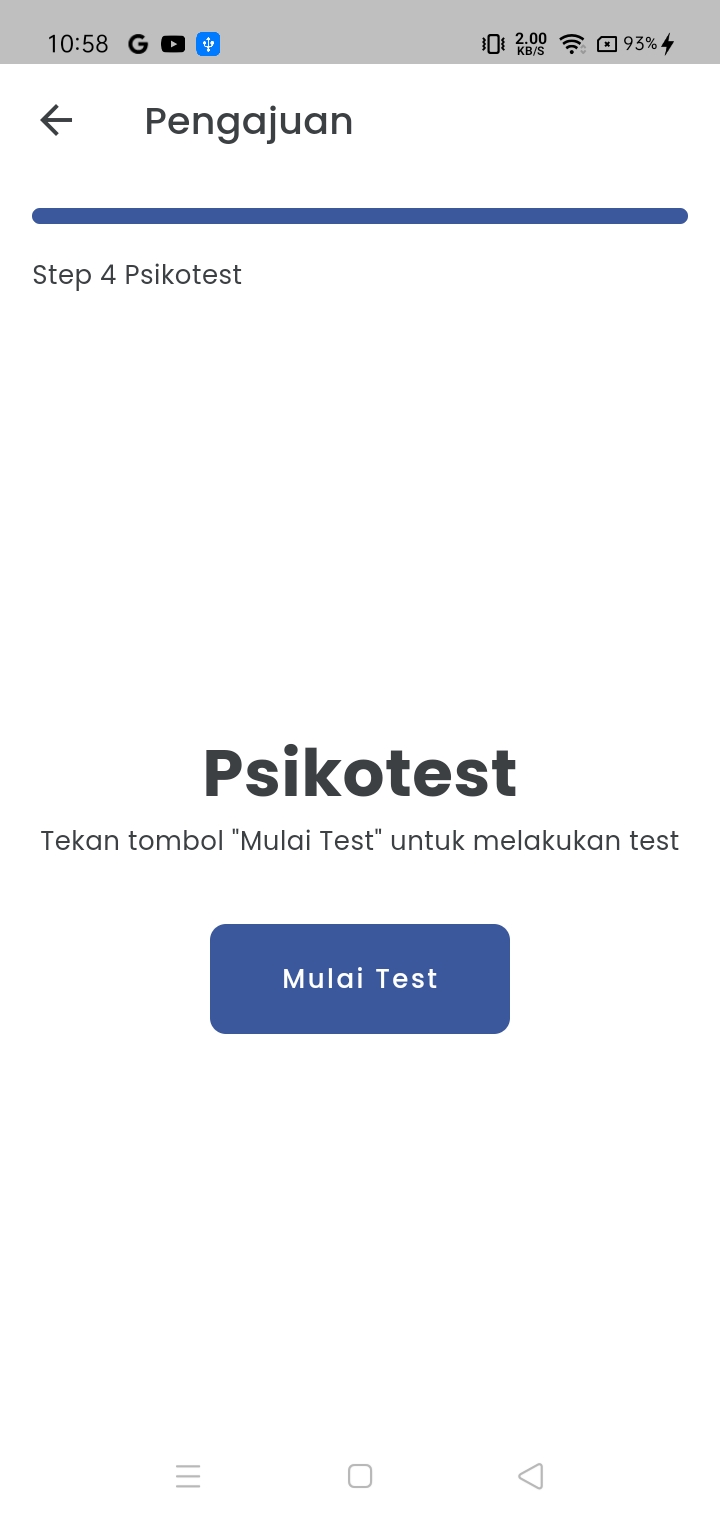 10:58 2.00 KB/S 93%
Pengajuan
Step 4 Psikotest
Psikotest
Tekan tombol "Mulai Test" untuk melakukan test
Mulai Test